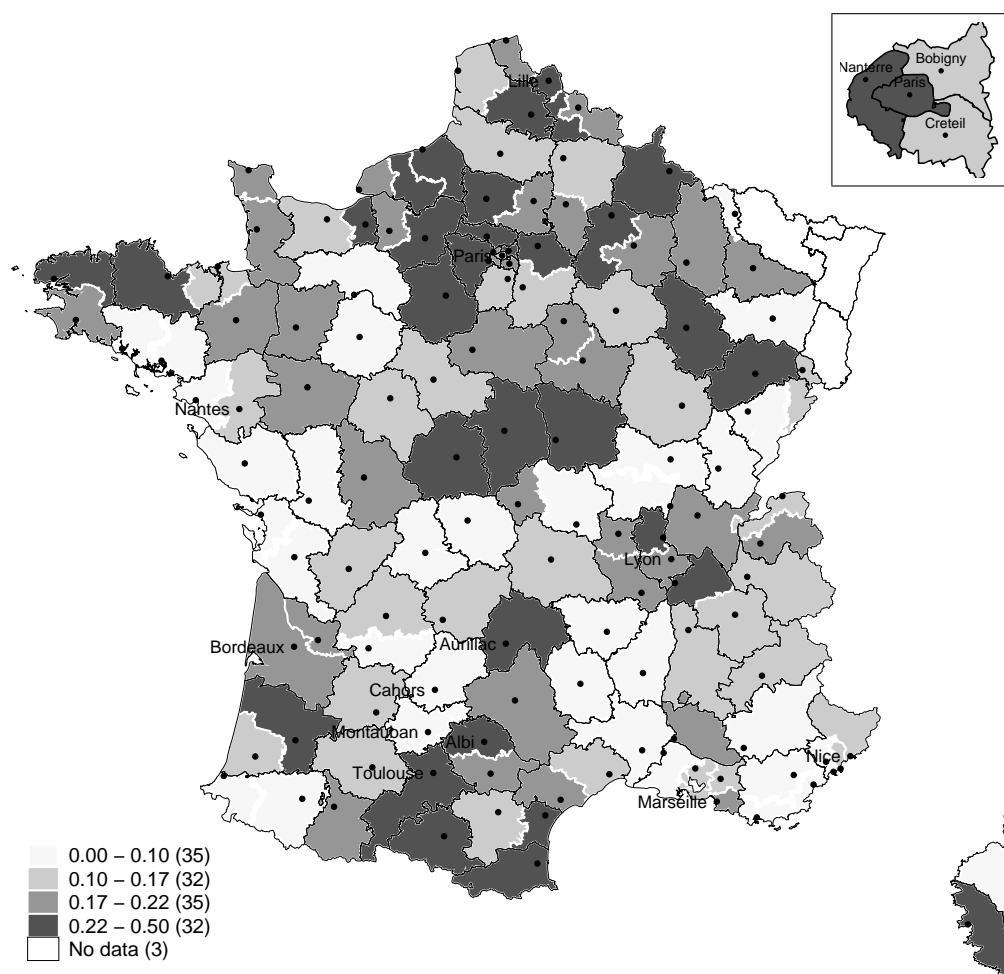 Nanterre
Bobigny
Paris
Creteil
Lille
Paris
Nantes
Lyon
Bordeaux
Aurillac
Cahors
Montauban
Albi
Toulouse
Nice
Marseille
0.00 – 0.10 (35)
0.10 – 0.17 (32)
0.17 – 0.22 (35)
0.22 – 0.50 (32)
No data (3)